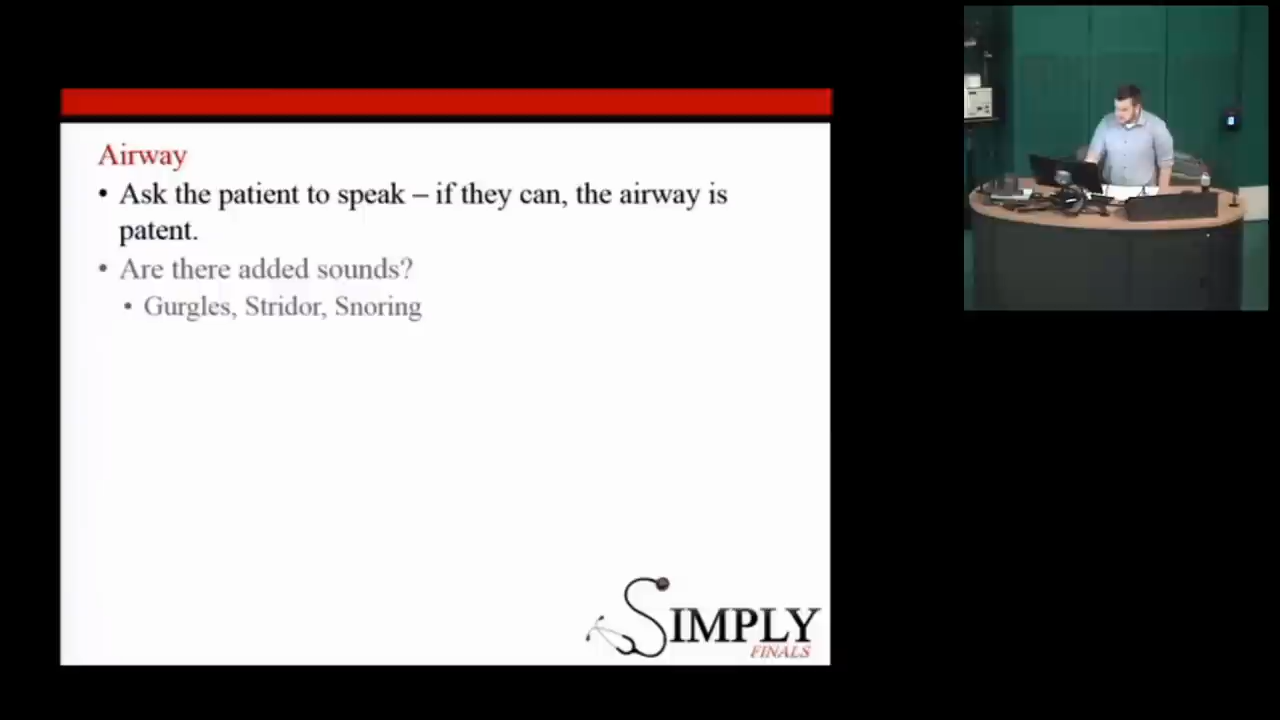 Airway
• Ask the patient to speak – if they can, the airway is
patent.
• Are there added sounds?
• Gurgles, Stridor, Snoring
SIMPLY
FINALS